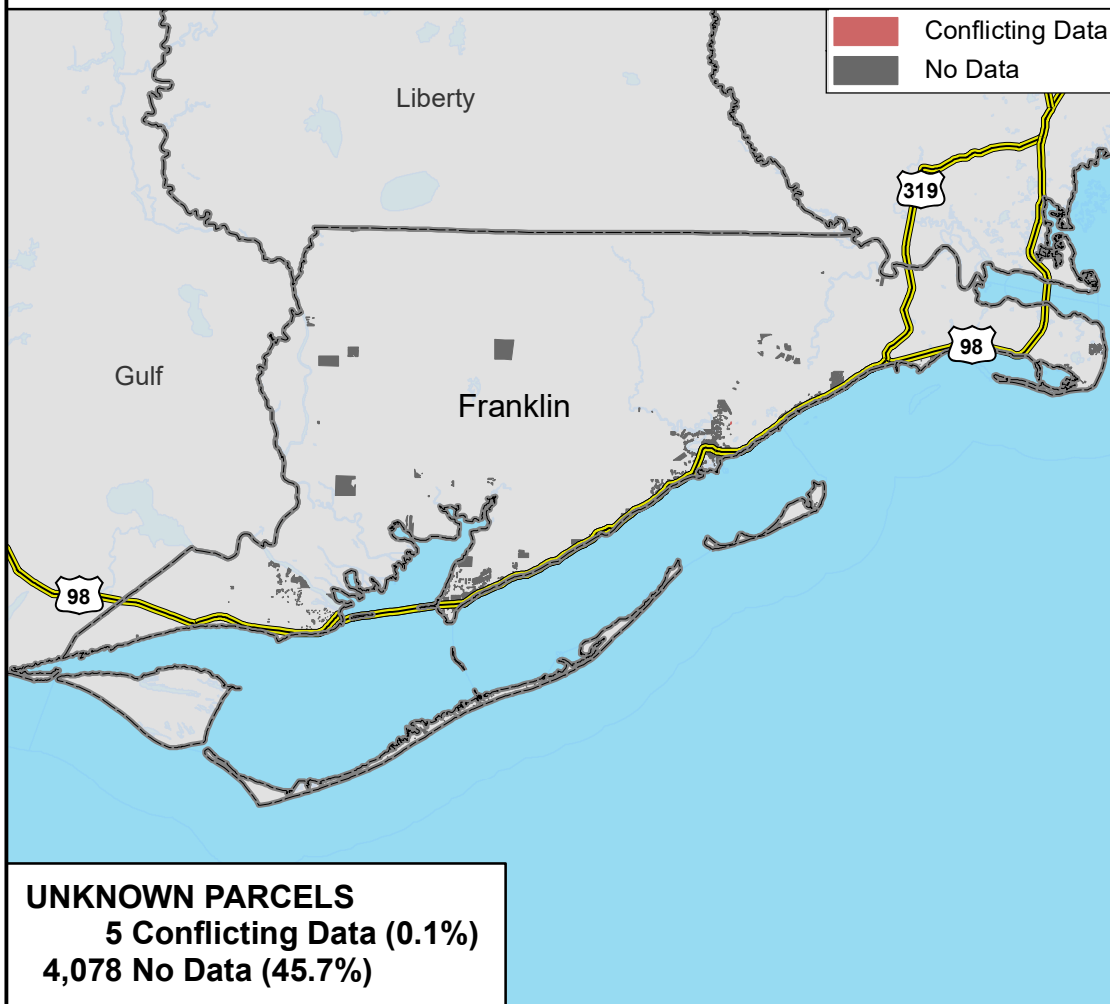 Conflicting Data
No Data
Liberty
319
98
Gulf
Franklin
98
UNKNOWN PARCELS
5 Conflicting Data (0.1%)
4,078 No Data (45.7%)